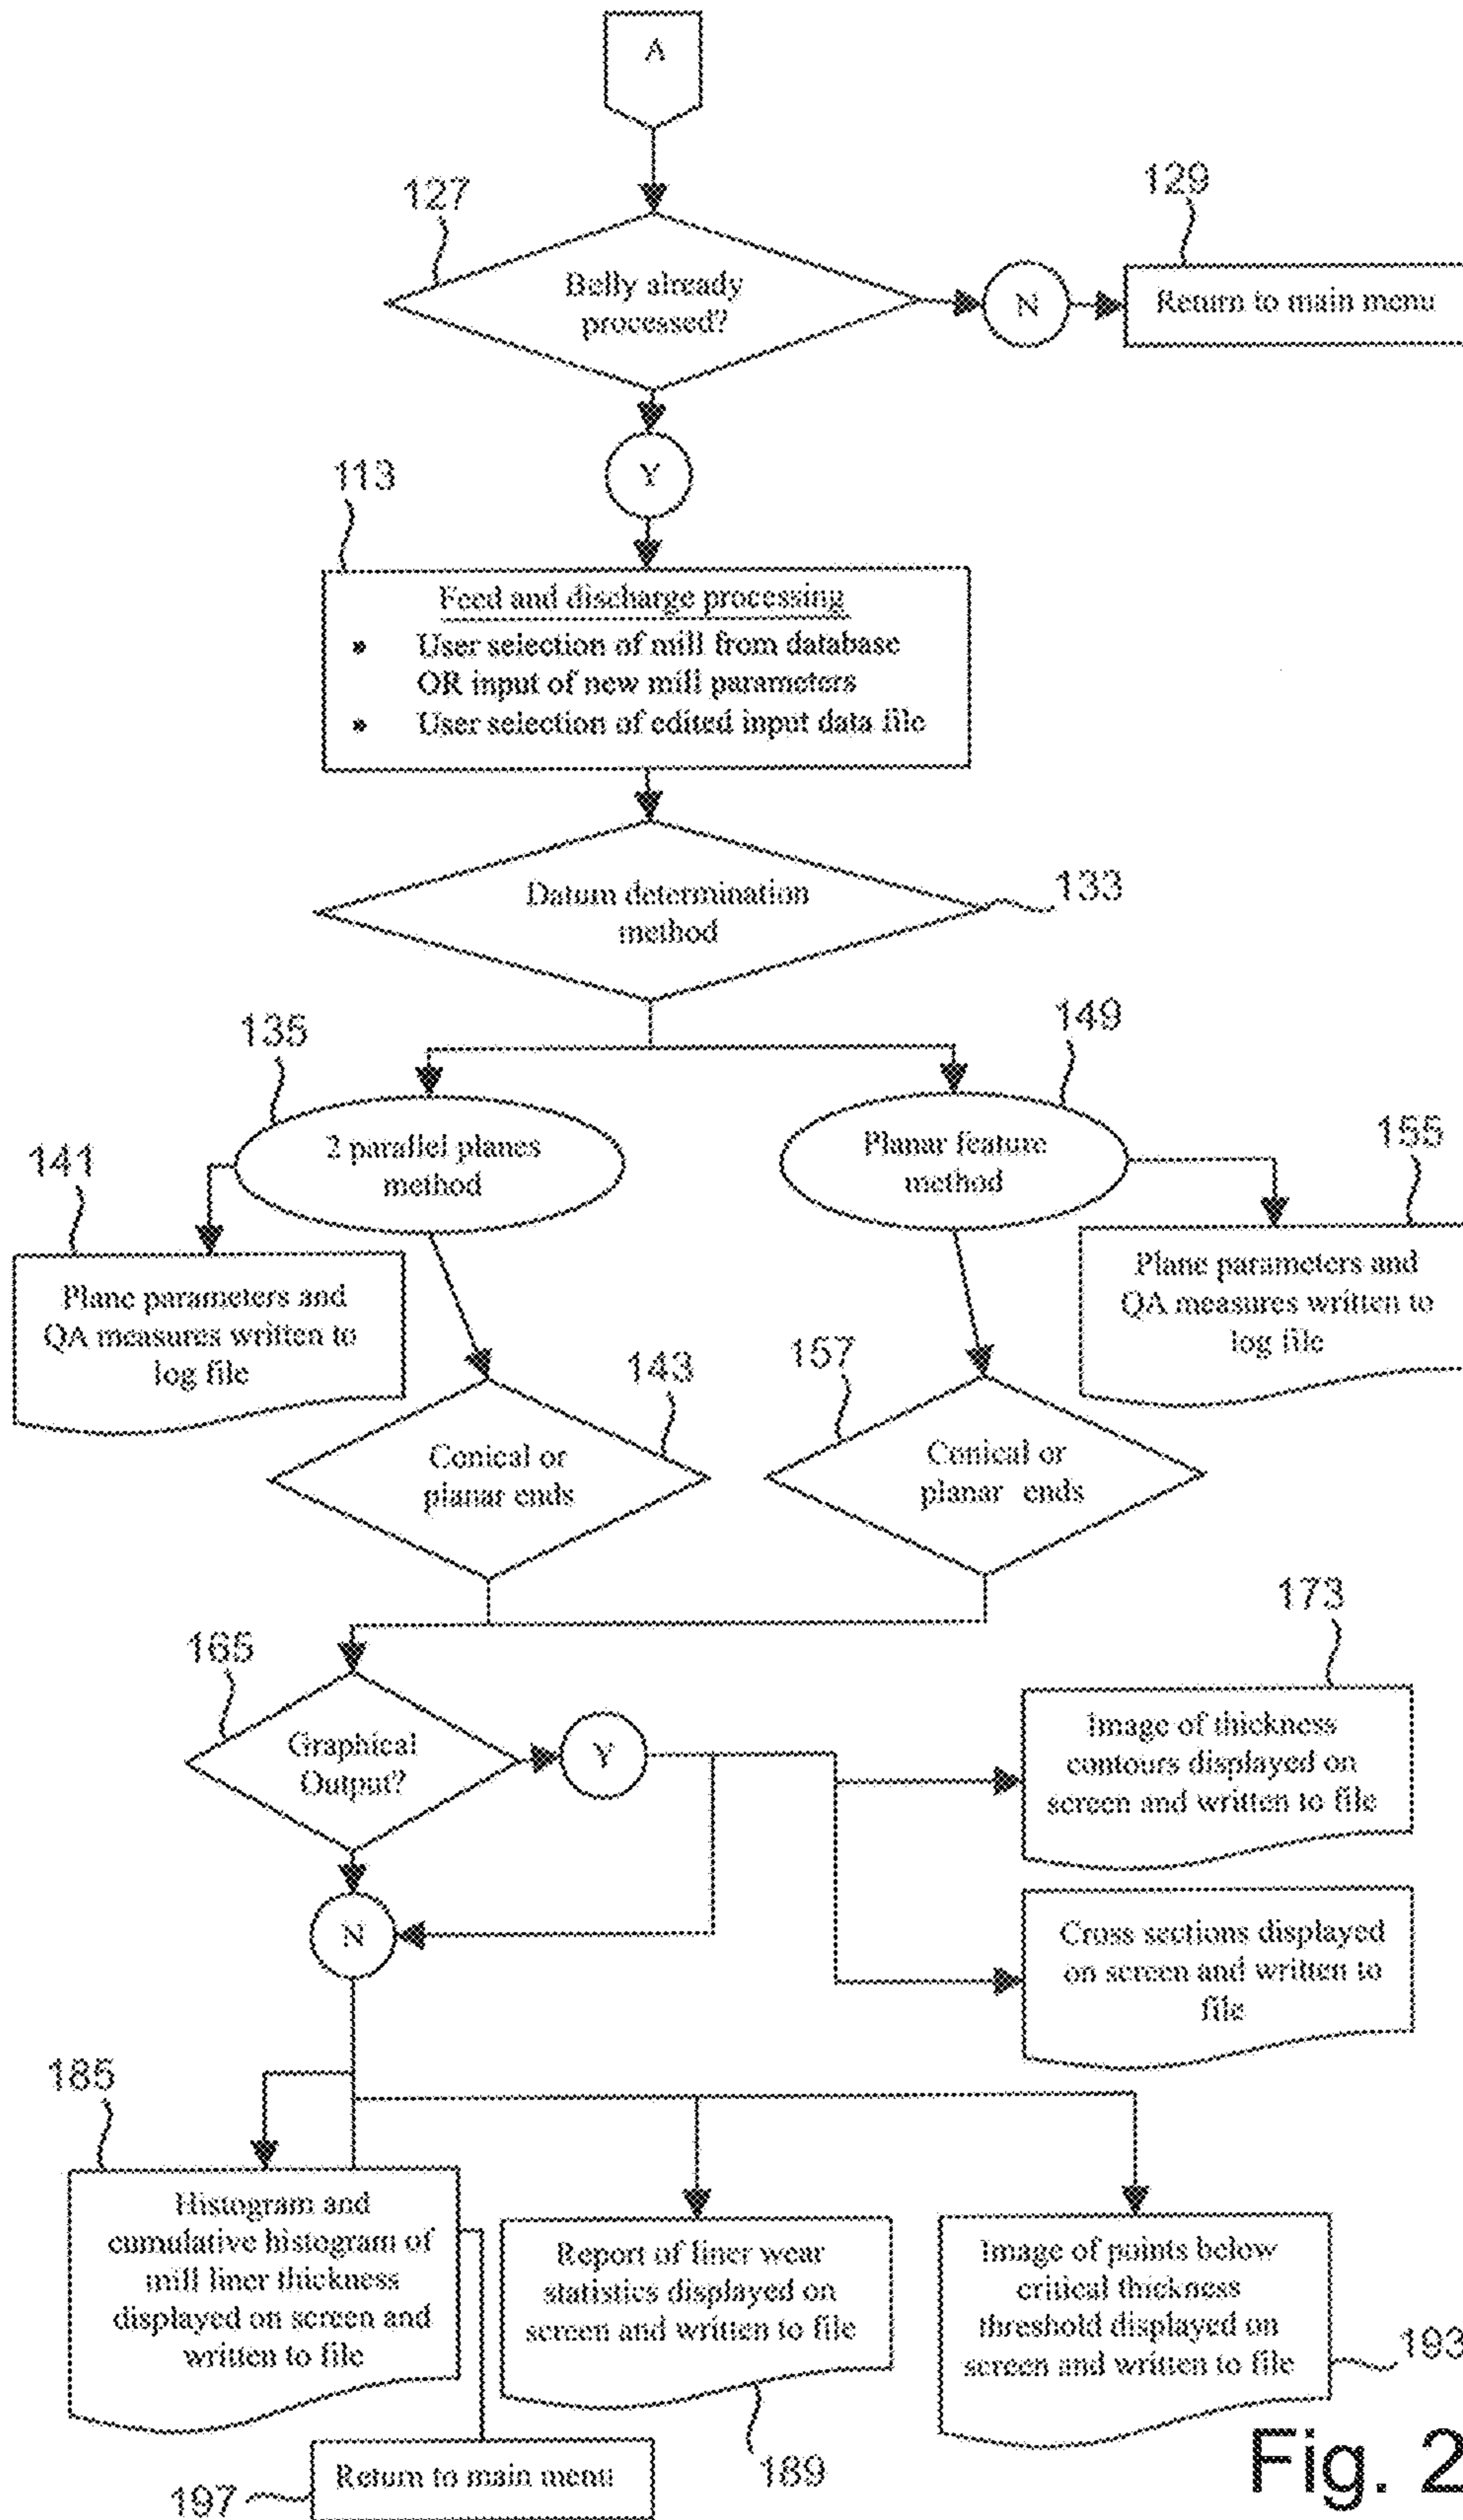 A
127
129
Belly already
processed?
N
Return to main menu
Y
113
Feed and discharge processing
» User selection of mill from database
OR input of new mill parameters
» User selection of edited input data file
Datum determination
method
133
135
149
2 parallel planes
method
Planar feature
method
141
155
Plane parameters and
QA measures written to
log file
Plane parameters and
QA measures written to
log file
143
157
Conical or
planar ends
Conical or
planar ends
173
165
Graphical
Output?
Y
Image of thickness
contours displayed on
screen and written to file
N
Cross sections displayed
on screen and written to
file
185
Histogram and
cumulative histogram of
mill liner thickness
displayed on screen and
written to file
Report of liner wear
statistics displayed on
screen and written to file
Image of points below
critical thickness
threshold displayed on
screen and written to file
193
189
Return to main menu
197
Fig. 2